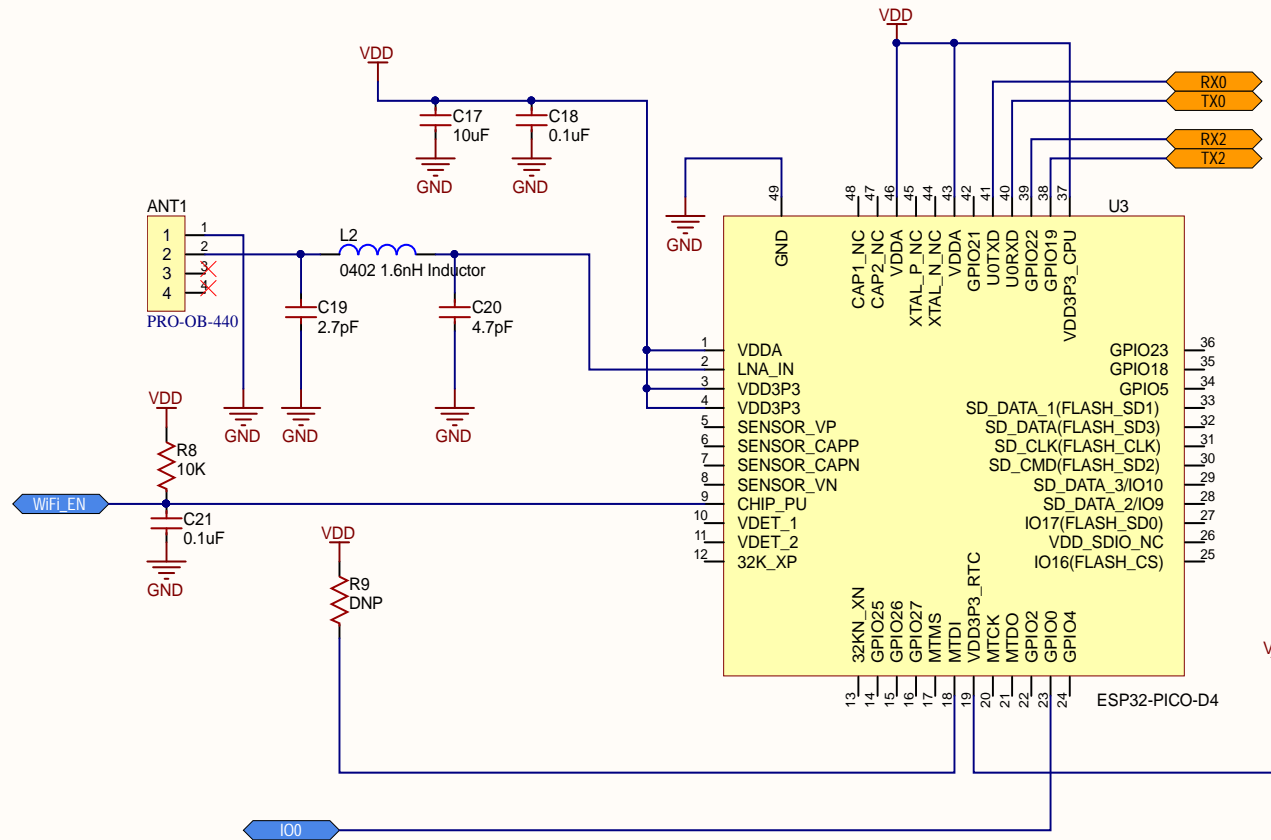 VDD
VDD
C17
10uF
C18
0.1uF
GND
GND
RX0
TX0
RX2
TX2
GND
ANT1
1
2
3
4
1
2
3
4
PRO-OB-440
L2
0402 1.6nH Inductor
C19
2.7pF
C20
4.7pF
GND
GND
GND
VDD
R8
10K
WiFi_EN
C21
0.1uF
GND
VDD
R9
DNP
IO0
U3
49 GND
48 CAP1_NC
47 CAP2_NC
46 VDDA
45 XTAL_P_NC
44 XTAL_N_NC
43 VDDA
42 GPIO21
41 U0TXD
40 U0RXD
39 GPIO22
38 GPIO19
37 VDD3P3_CPU
1 VDDA
2 LNA_IN
3 VDD3P3
4 VDD3P3
5 SENSOR_VP
6 SENSOR_CAPP
7 SENSOR_CAPN
8 SENSOR_VN
9 CHIP_PU
10 VDET_1
11 VDET_2
12 32K_XP
GPIO23 36
GPIO18 35
GPIO5 34
SD_DATA_1(FLASH_SD1) 33
SD_DATA(FLASH_SD3) 32
SD_CLK(FLASH_CLK) 31
SD_CMD(FLASH_SD2) 30
SD_DATA_3/IO10 29
SD_DATA_2/IO9 28
IO17(FLASH_SD0) 27
VDD_SDIO_NC 26
IO16(FLASH_CS) 25
32KN_XN 13
GPIO25 14
GPIO26 15
GPIO27 16
MTMS 17
MTDI 18
VDD3P3_RTC 19
MTCK 20
MTDO 21
GPIO2 22
GPIO0 23
GPIO4 24
ESP32-PICO-D4